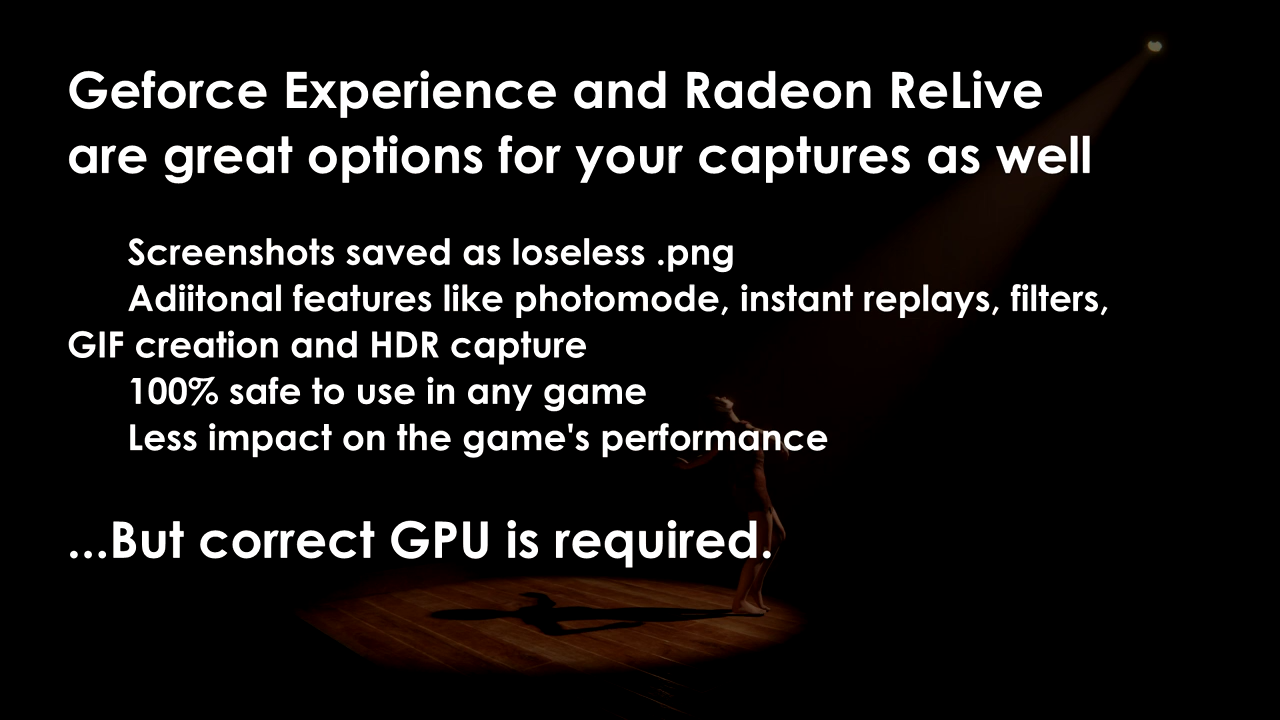 Geforce Experience and Radeon ReLive
are great options for your captures as well
Screenshots saved as loseless .png
Adiitonal features like photomode, instant replays, filters,
GIF creation and HDR capture
100% safe to use in any game
Less impact on the game's performance
...But correct GPU is required.